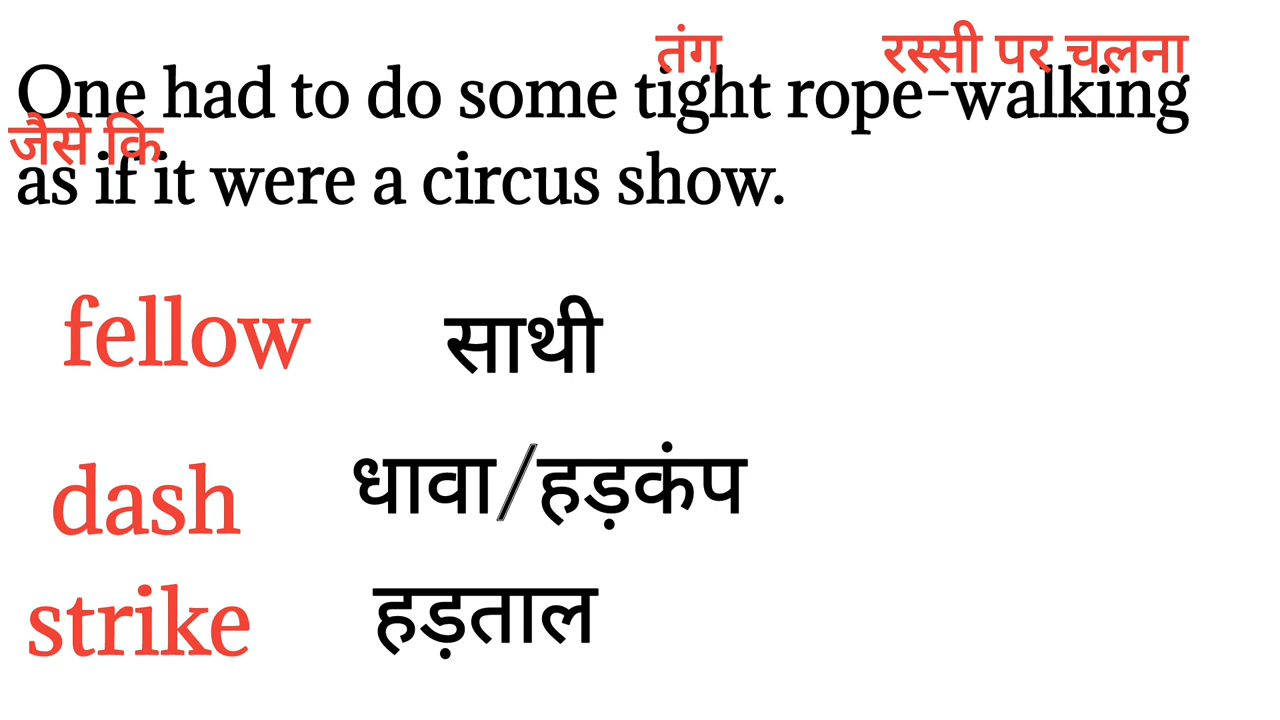 तंग रस्सी पर चलना
One had to do some tight rope-walking
जैसे कि
as if it were a circus show.
fellow साथी
dash धावा/हड़कंप
strike हड़ताल